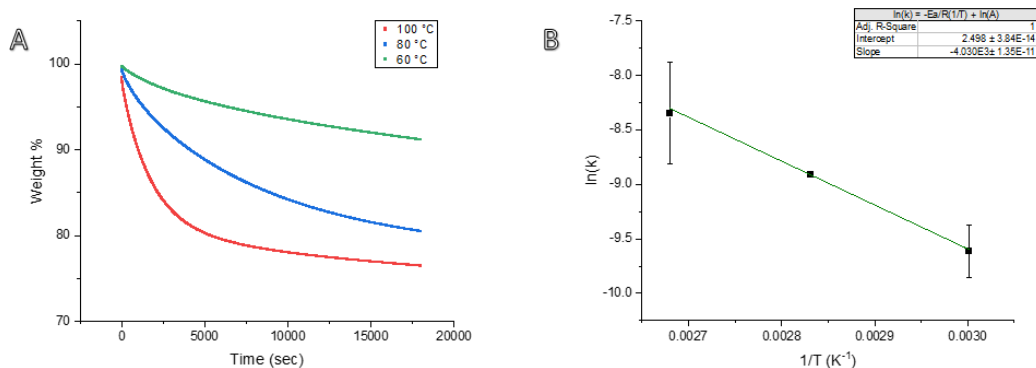 A
100 °C
80 °C
60 °C
100
90
80
70
Weight %
0
5000
10000
15000
20000
Time (sec)
B
ln(k) = -Ea/R(1/T) + ln(A)
Adj. R-Square 1
Intercept 2.498 ± 3.84E-14
Slope -4.030E3± 1.35E-11
-7.5
-8.0
-8.5
-9.0
-9.5
-10.0
ln(k)
0.0027
0.0028
0.0029
0.0030
1/T (K⁻¹)